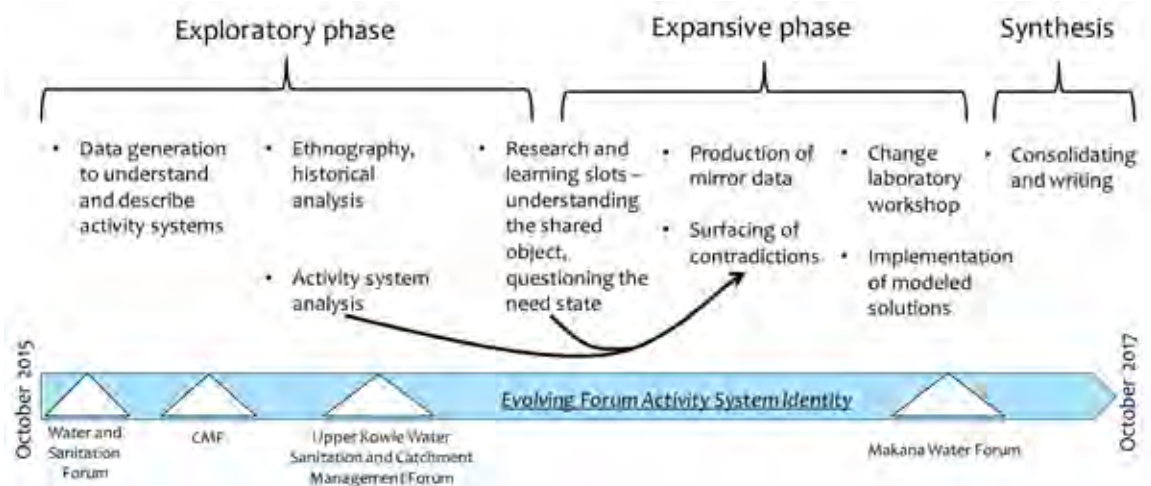 Exploratory phase
Expansive phase
Synthesis
• Data generation
to understand
and describe
activity systems
• Ethnography,
historical
analysis
• Activity system
analysis
• Research and
learning slots –
understanding
the shared
object,
questioning the
need state
• Production of
mirror data
• Surfacing of
contradictions
• Change
laboratory
workshop
• Implementation
of modeled
solutions
• Consolidating
and writing
October 2015
Evolving Forum Activity System Identity
October 2017
Water and
Sanitation
Forum
CMF
Upper Kowie Water
Sanitation and Catchment
Management Forum
Makana Water Forum